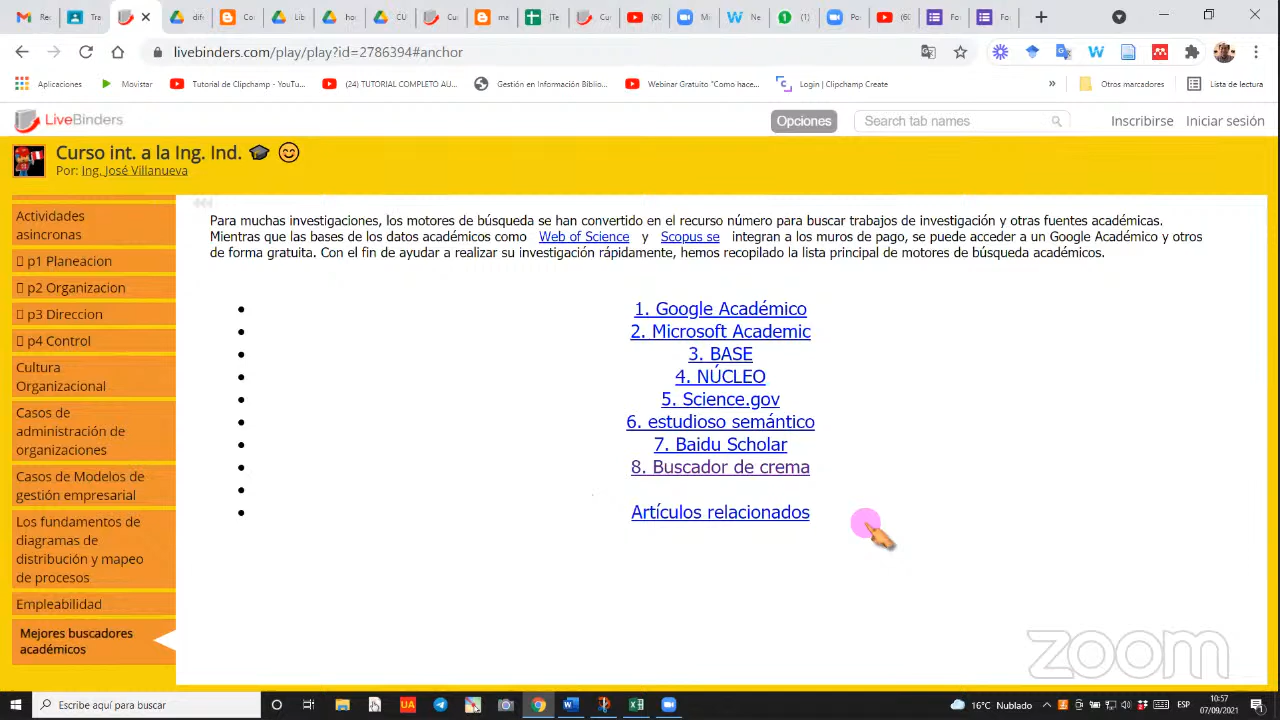 livebinders.com/play/play?id=2786394#anchor
Aplicaciones
Movistar
Tutorial de Clipchamp - YouTu...
(24) TUTORIAL COMPLETO AU...
Gestión en Información Biblio...
Webinar Gratuito "Como hace...
Login | Clipchamp Create
»
Otros marcadores
Lista de lectura
LiveBinders
Opciones
Search tab names
Inscribirse
Iniciar sesión
Curso int. a la Ing. Ind. 🎓 😊
Por: Ing. José Villanueva
Actividades
asincronas
p1 Planeacion
p2 Organizacion
p3 Direccion
p4 Control
Cultura
Organizacional
Casos de
administración de
organizaciones
Casos de Modelos de
gestión empresarial
Los fundamentos de
diagramas de
distribución y mapeo
de procesos
Empleabilidad
Mejores buscadores
académicos
Para muchas investigaciones, los motores de búsqueda se han convertido en el recurso número para buscar trabajos de investigación y otras fuentes académicas.
Mientras que las bases de los datos académicos como Web of Science y Scopus se integran a los muros de pago, se puede acceder a un Google Académico y otros
de forma gratuita. Con el fin de ayudar a realizar su investigación rápidamente, hemos recopilado la lista principal de motores de búsqueda académicos.
1. Google Académico
2. Microsoft Academic
3. BASE
4. NÚCLEO
5. Science.gov
6. estudioso semántico
7. Baidu Scholar
8. Buscador de crema
Artículos relacionados
zoom
Escribe aquí para buscar
UA
16°C Nublado
ESP
10:57
07/09/2021